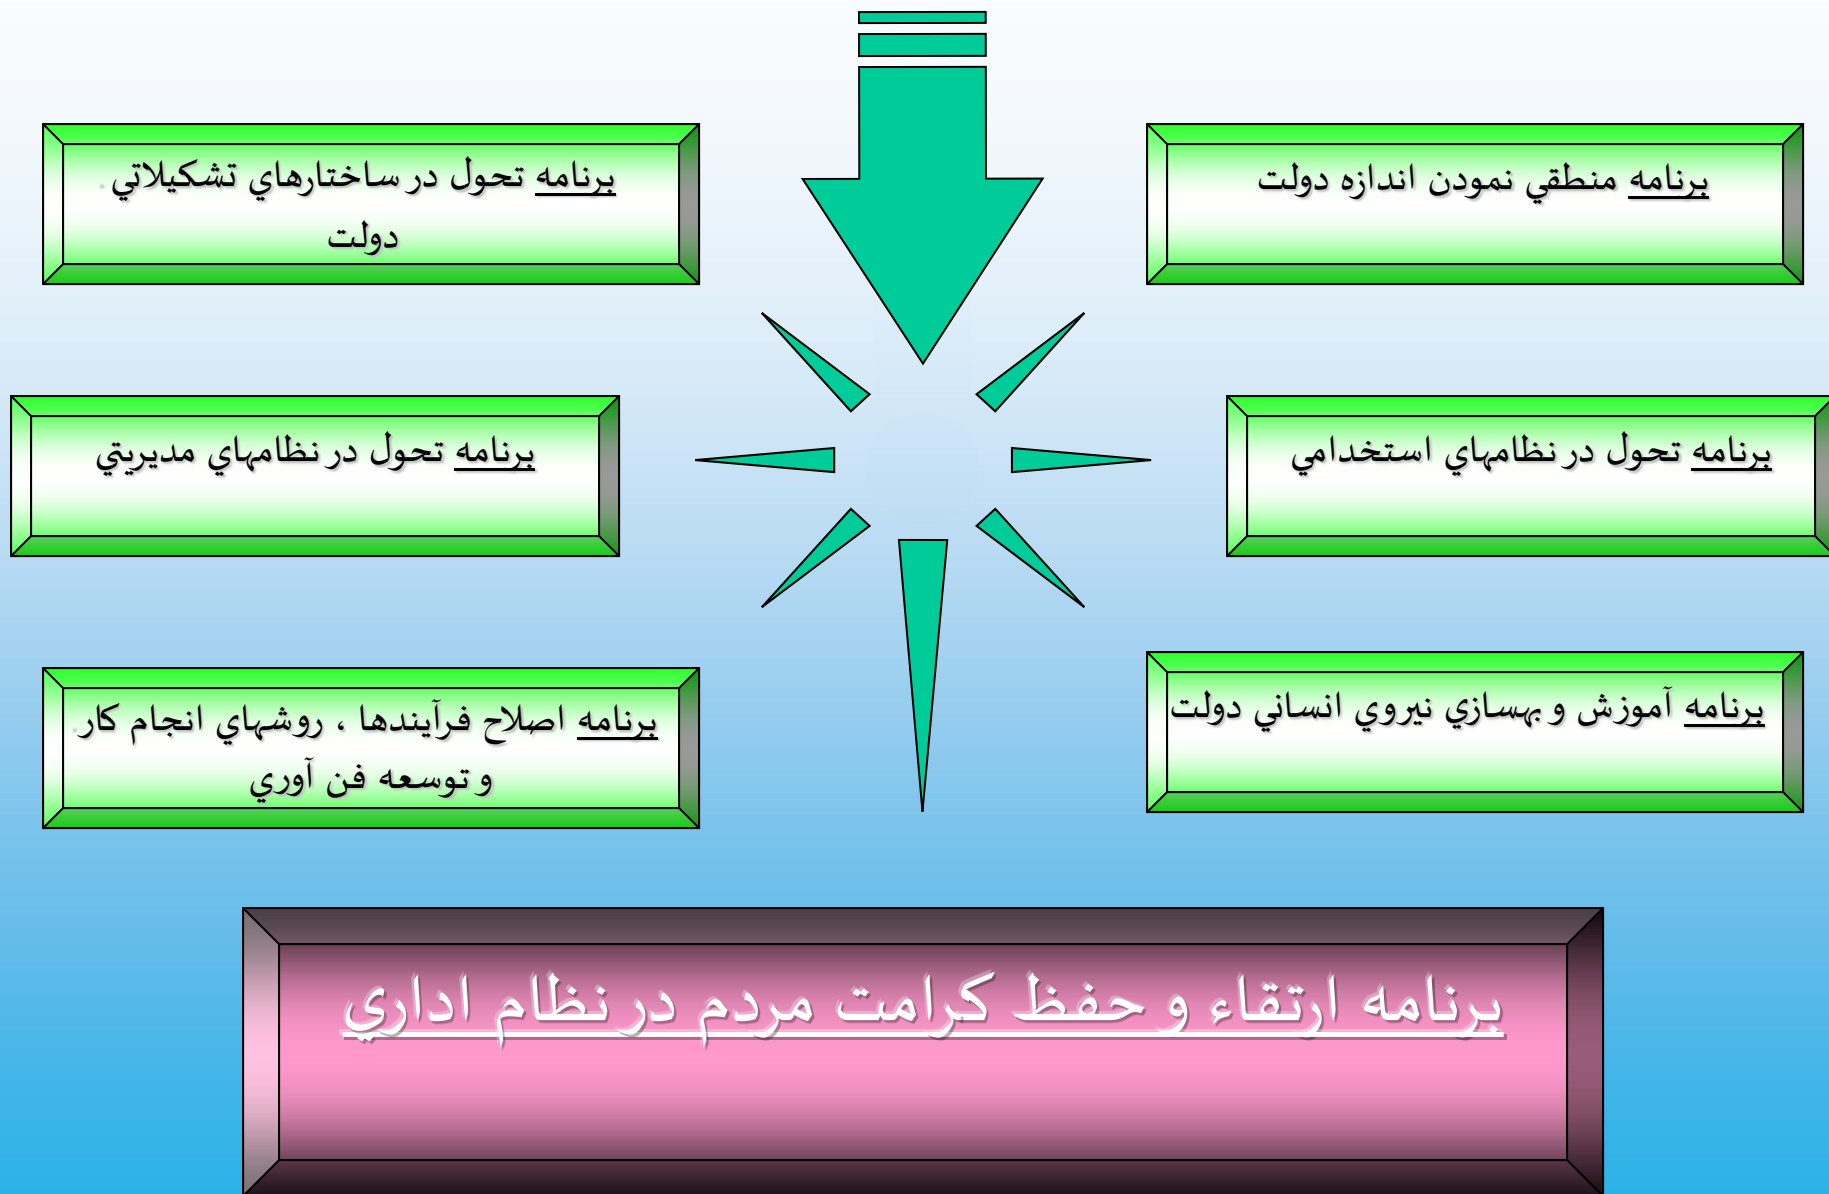 برنامه منطقي نمودن اندازه دولت
برنامه تحول در ساختارهاي تشكيلاتي
دولت
برنامه تحول در نظامهاي استخدامي
برنامه تحول در نظامهاي مديريتي
برنامه آموزش و بهسازي نيروي انساني دولت
برنامه اصلاح فرآيندها ، روشهاي انجام كار
و توسعه فن آوري
برنامه ارتقاء و حفظ كرامت مردم در نظام اداري